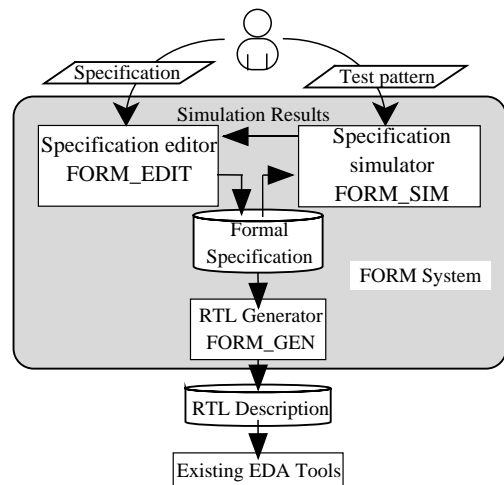 Specification
Test pattern
Simulation Results
Specification editor
FORM_EDIT
Specification
simulator
FORM_SIM
Formal
Specification
FORM System
RTL Generator
FORM_GEN
RTL Description
Existing EDA Tools